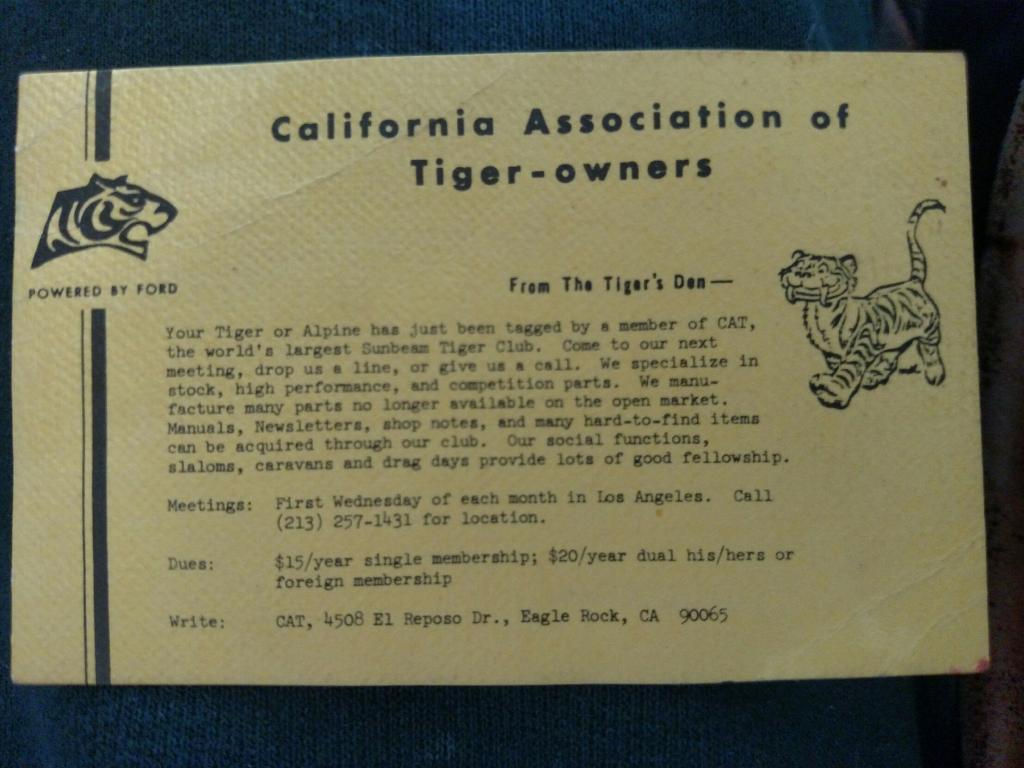 California Association of
Tiger-owners
POWERED BY FORD
From The Tiger's Den—
Your Tiger or Alpine has just been tagged by a member of CAT,
the world's largest Sunbeam Tiger Club. Come to our next
meeting, drop us a line, or give us a call. We specialize in
stock, high performance, and competition parts. We manu-
facture many parts no longer available on the open market.
Manuals, Newsletters, shop notes, and many hard-to-find items
can be acquired through our club. Our social functions,
slaloms, caravans and drag days provide lots of good fellowship.
Meetings: First Wednesday of each month in Los Angeles. Call
(213) 257-1431 for location.
Dues: $15/year single membership; $20/year dual his/hers or
foreign membership
Write: CAT, 4508 El Reposo Dr., Eagle Rock, CA 90065